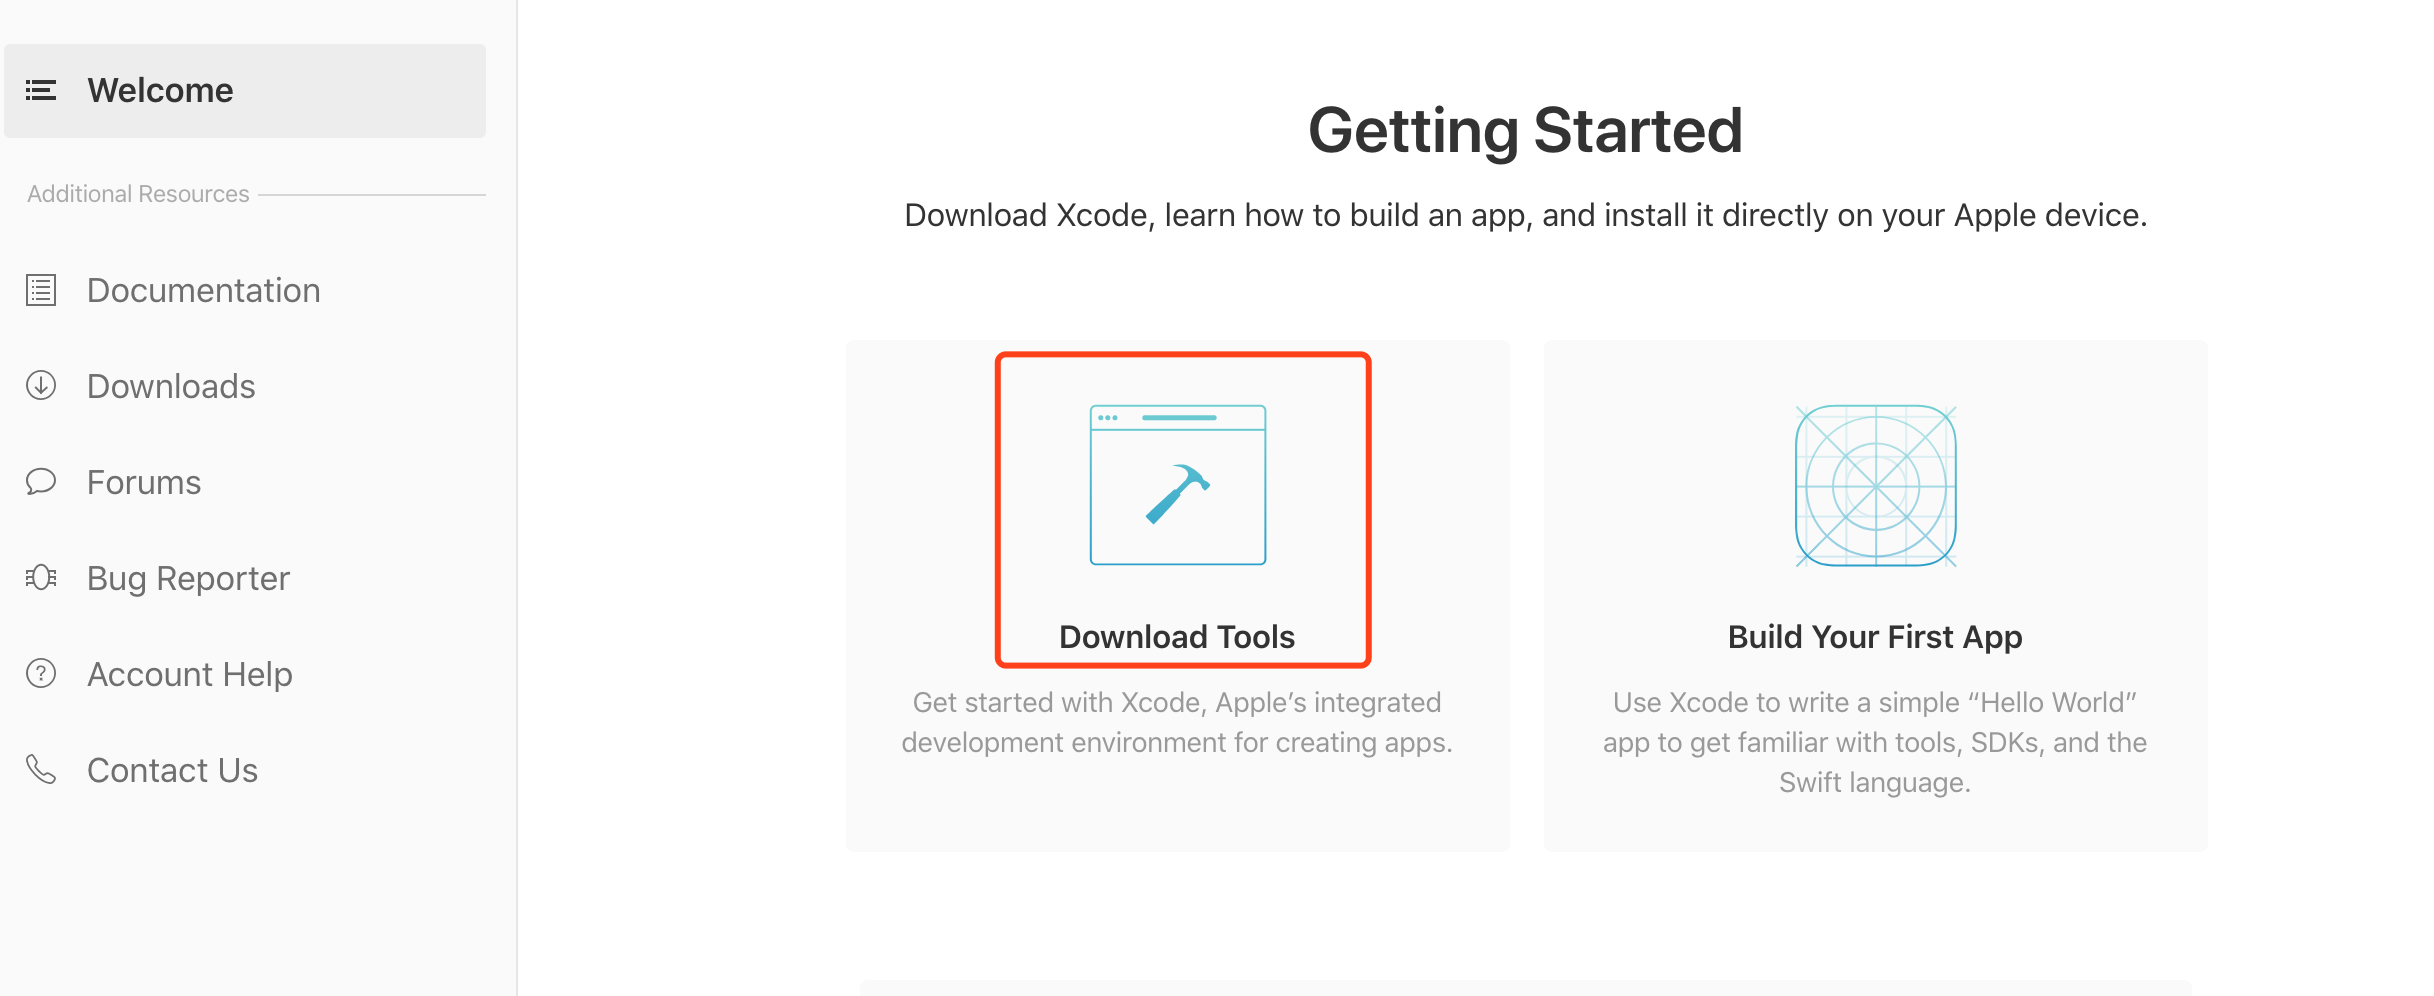 Welcome
Additional Resources
Documentation
Downloads
Forums
Bug Reporter
Account Help
Contact Us
Getting Started
Download Xcode, learn how to build an app, and install it directly on your Apple device.
Download Tools
Get started with Xcode, Apple’s integrated
development environment for creating apps.
Build Your First App
Use Xcode to write a simple “Hello World”
app to get familiar with tools, SDKs, and the
Swift language.